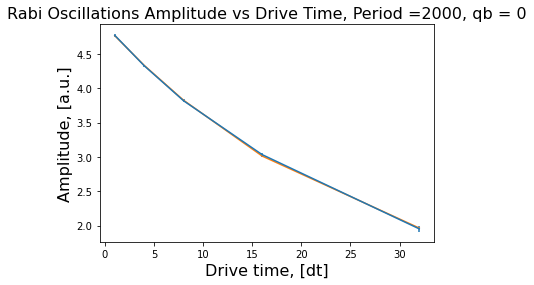 Rabi Oscillations Amplitude vs Drive Time, Period =2000, qb = 0
4.5
4.0
3.5
3.0
2.5
2.0
Amplitude, [a.u.]
0 5 10 15 20 25 30
Drive time, [dt]